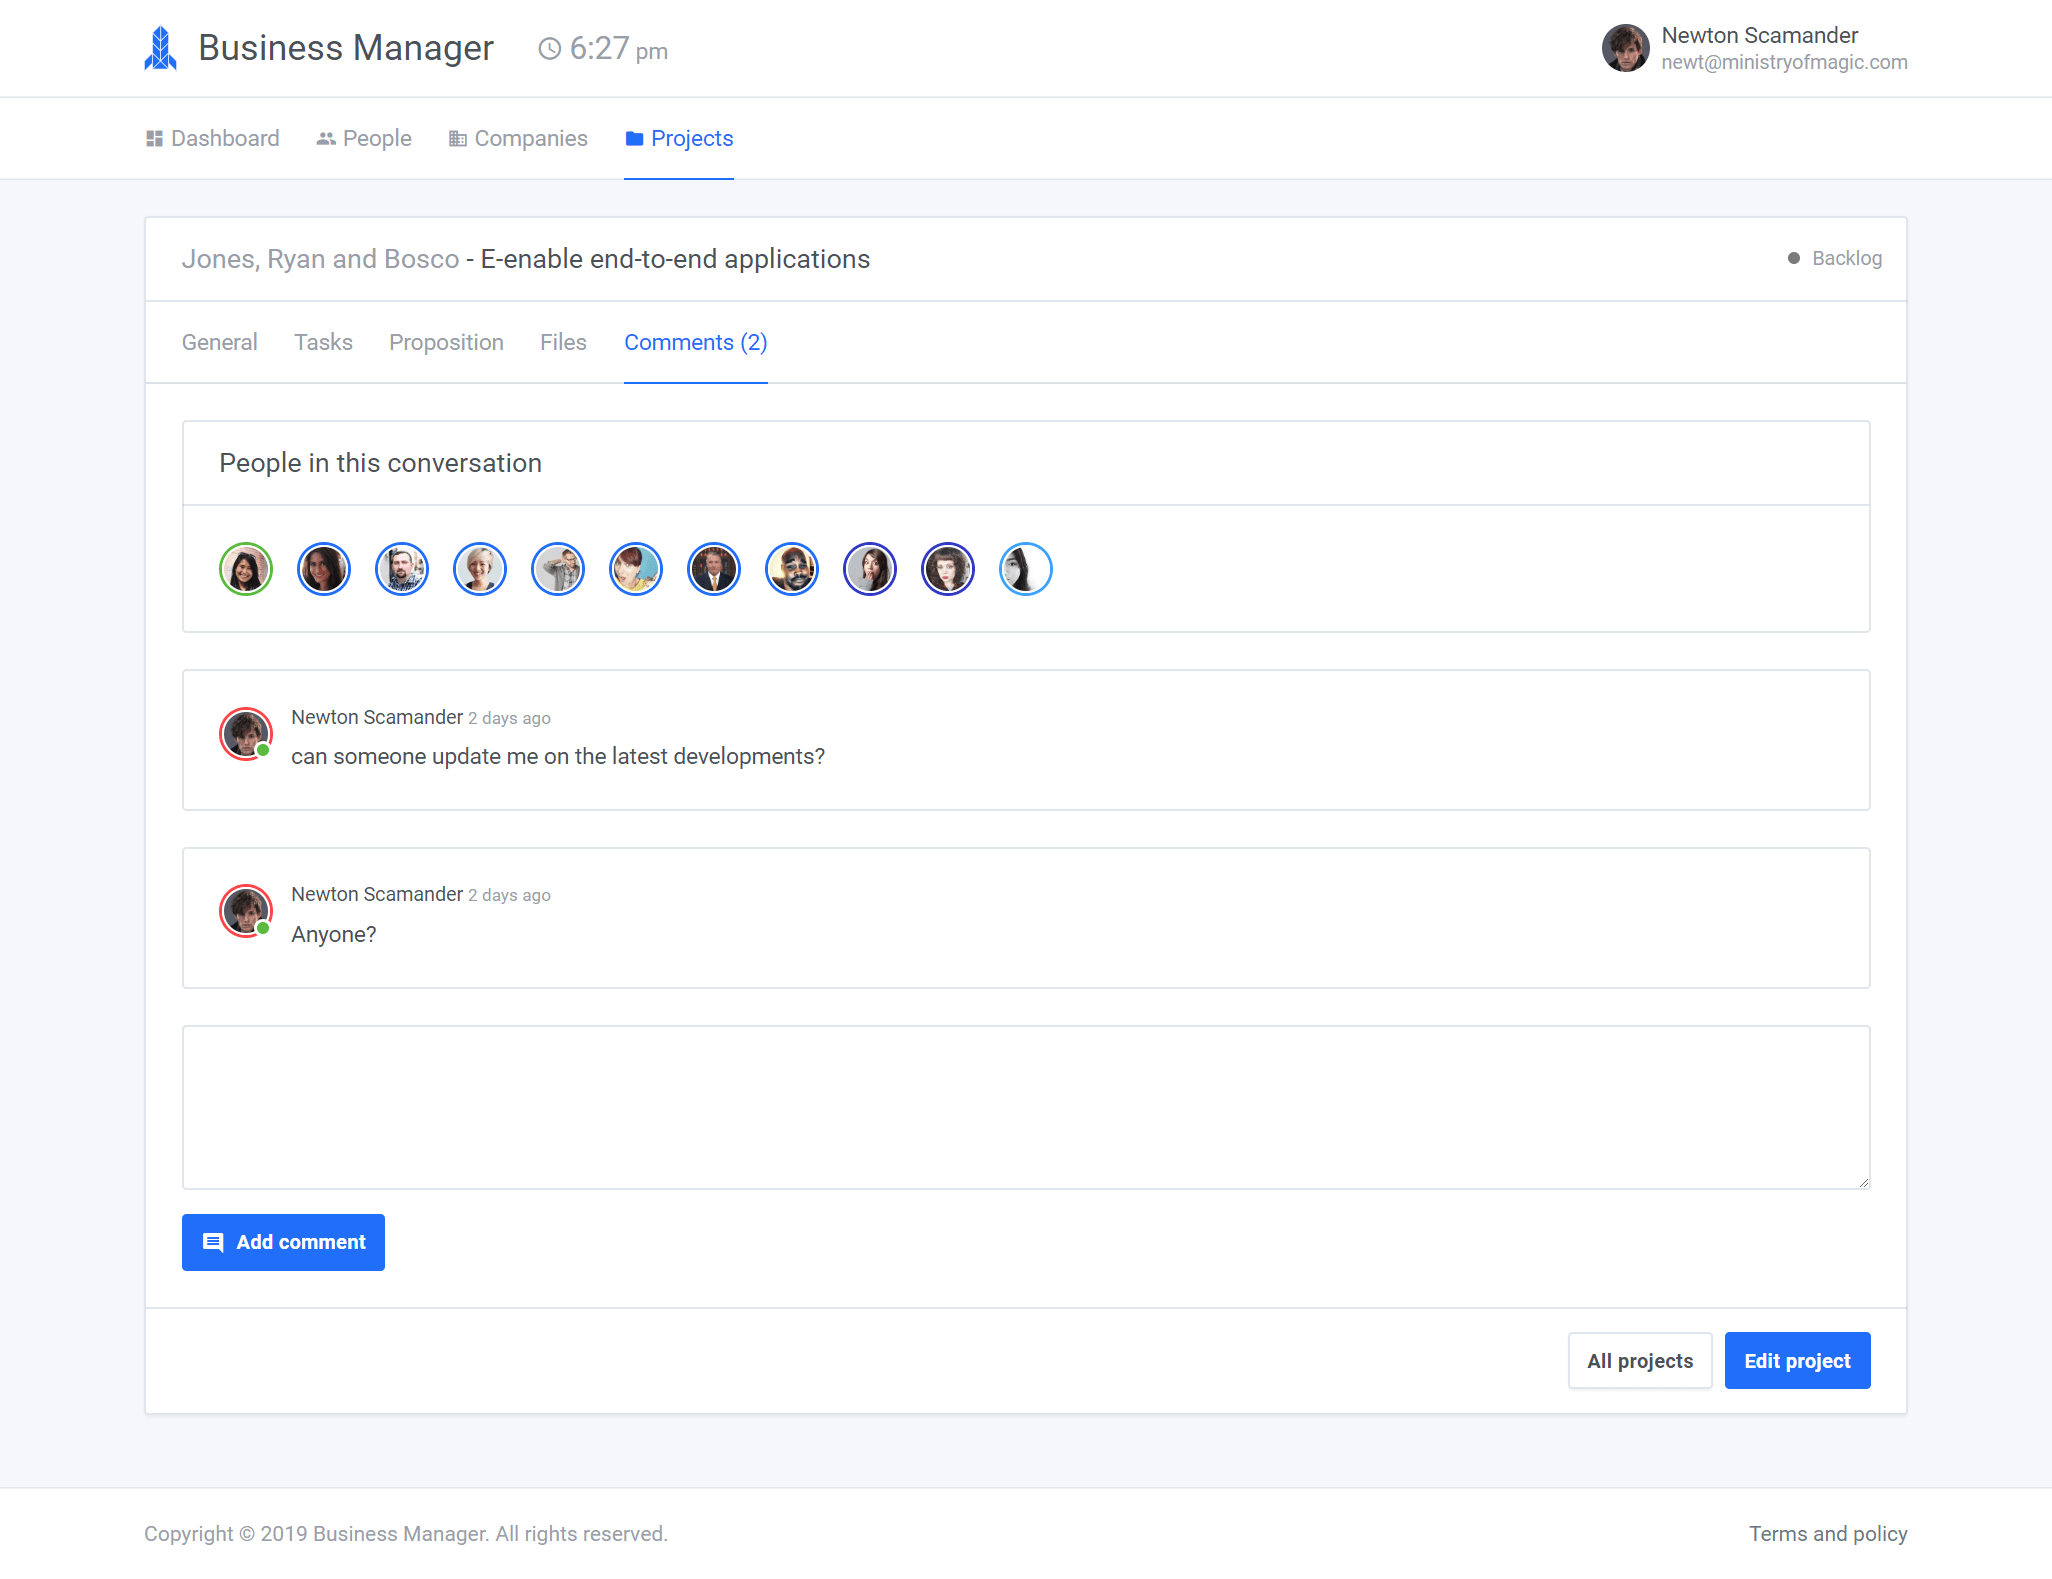 Business Manager 6:27 pm
Newton Scamander
newt@ministryofmagic.com
Dashboard People Companies Projects
Jones, Ryan and Bosco - E-enable end-to-end applications Backlog
General Tasks Proposition Files Comments (2)
People in this conversation
Newton Scamander 2 days ago
can someone update me on the latest developments?
Newton Scamander 2 days ago
Anyone?
Add comment
All projects Edit project
Copyright © 2019 Business Manager. All rights reserved. Terms and policy